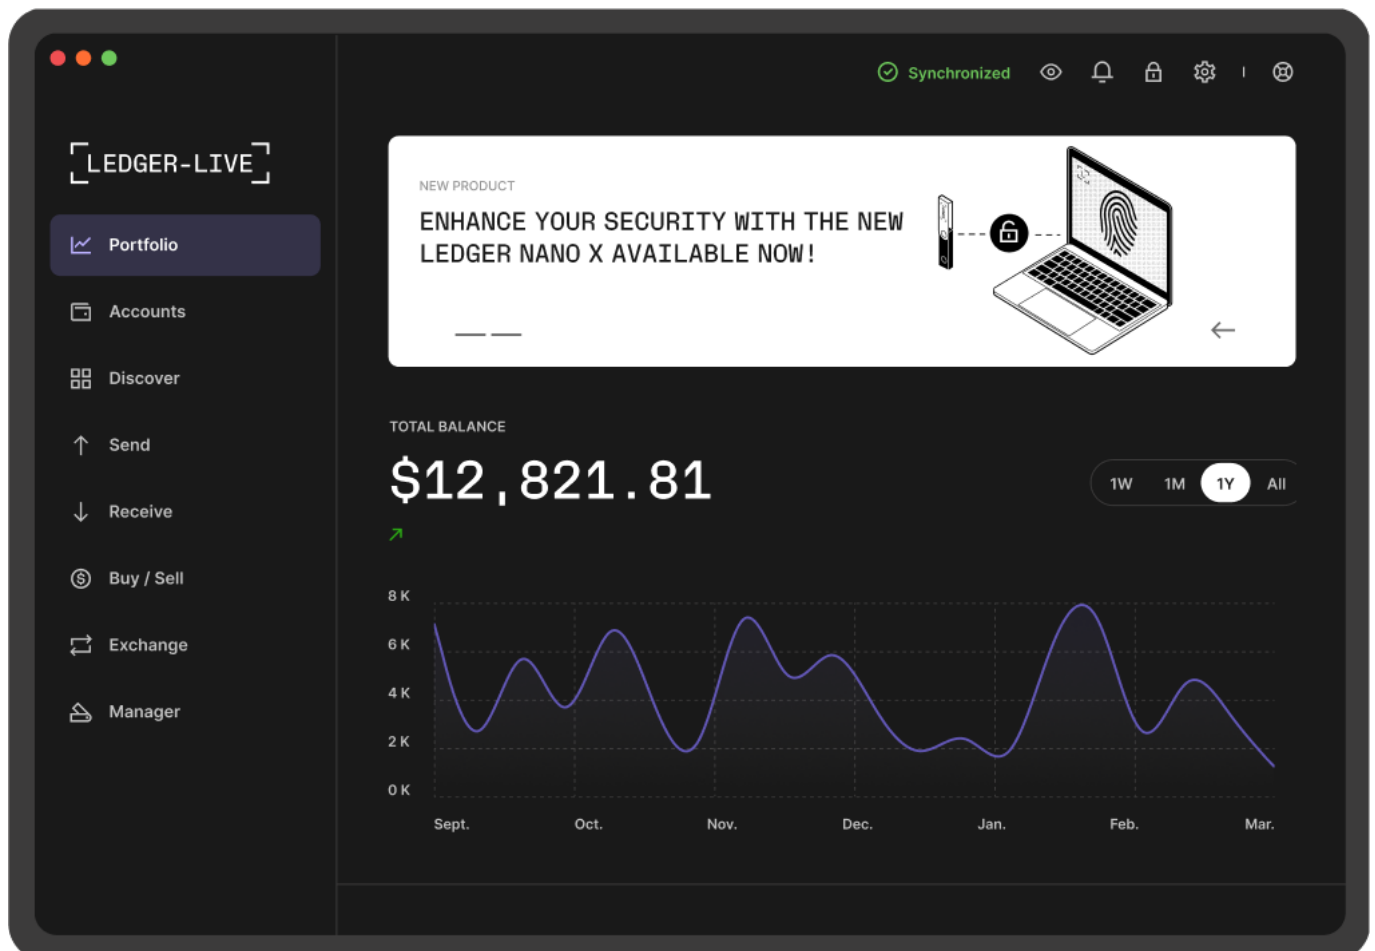 Synchronized
LEDGER-LIVE
Portfolio
Accounts
Discover
Send
Receive
Buy / Sell
Exchange
Manager
NEW PRODUCT
ENHANCE YOUR SECURITY WITH THE NEW
LEDGER NANO X AVAILABLE NOW!
TOTAL BALANCE
$12,821.81
1W 1M 1Y All
8 K
6 K
4 K
2 K
0 K
Sept. Oct. Nov. Dec. Jan. Feb. Mar.